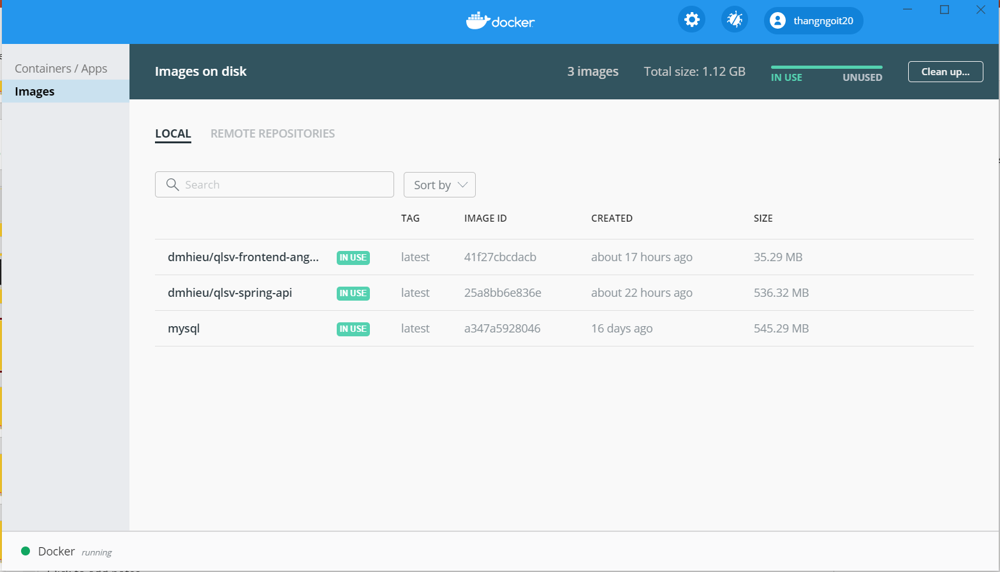 docker
thangngoit20
Containers / Apps
Images
Images on disk
3 images
Total size: 1.12 GB
IN USE
UNUSED
Clean up...
LOCAL
REMOTE REPOSITORIES
Search
Sort by
TAG IMAGE ID CREATED SIZE
dmhieu/qlsv-frontend-ang... IN USE latest 41f27cbcdacb about 17 hours ago 35.29 MB
dmhieu/qlsv-spring-api IN USE latest 25a8bb6e836e about 22 hours ago 536.32 MB
mysql IN USE latest a347a5928046 16 days ago 545.29 MB
Docker running